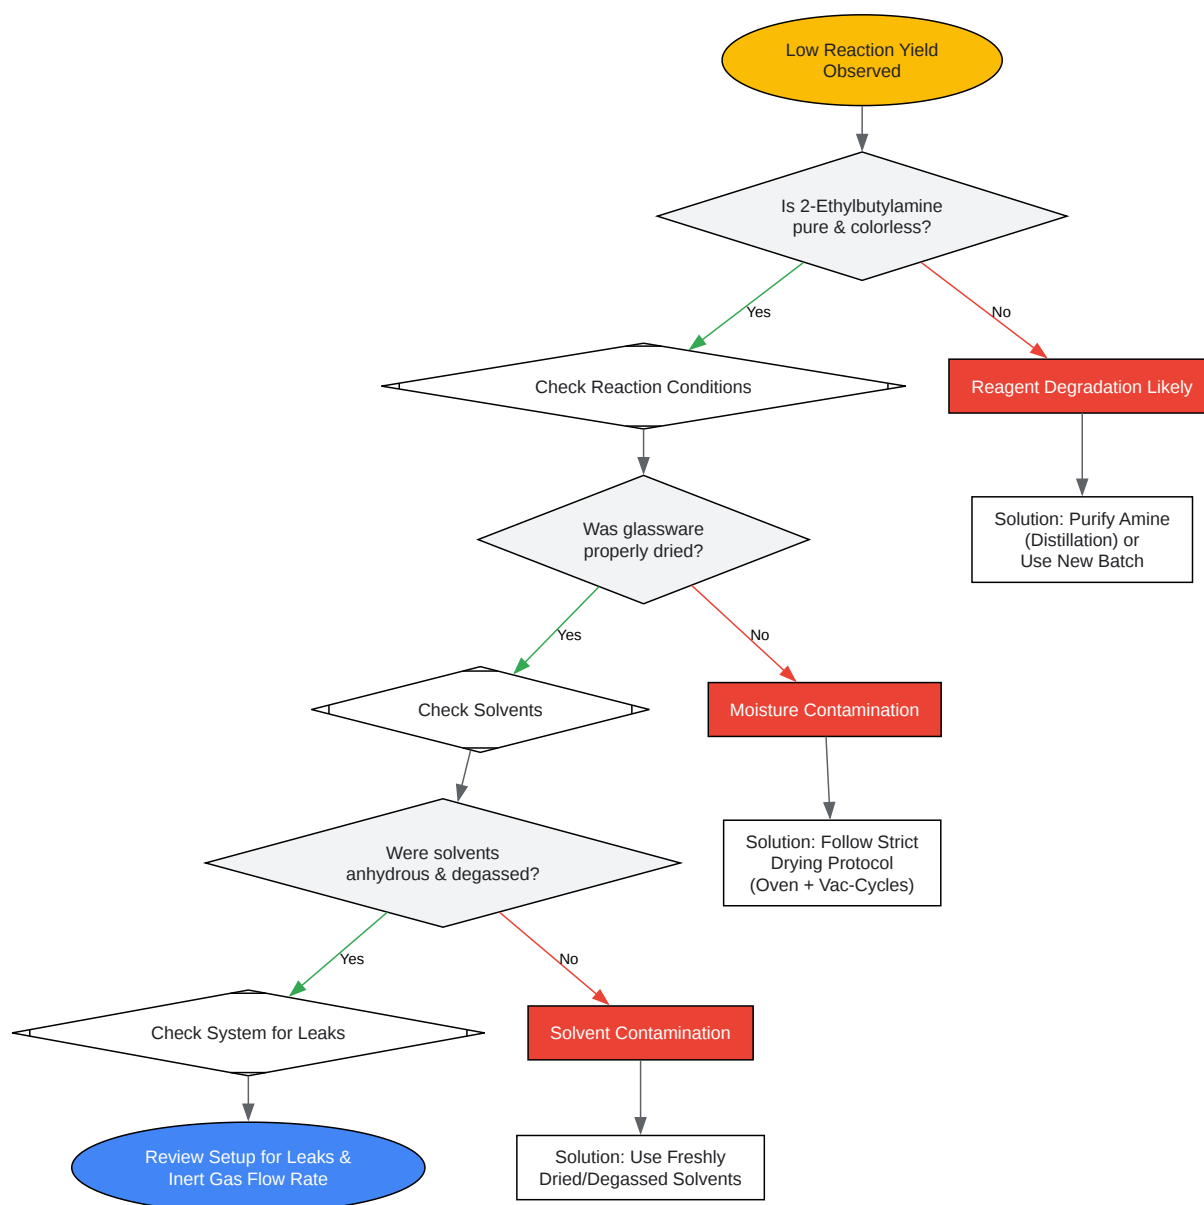 Low Reaction Yield
Observed
Is 2-Ethylbutylamine
pure & colorless?
Yes
No
Check Reaction Conditions
Reagent Degradation Likely
Was glassware
properly dried?
Solution: Purify Amine
(Distillation) or
Use New Batch
Yes
No
Check Solvents
Moisture Contamination
Were solvents
anhydrous & degassed?
Solution: Follow Strict
Drying Protocol
(Oven + Vac-Cycles)
Yes
No
Check System for Leaks
Solvent Contamination
Review Setup for Leaks &
Inert Gas Flow Rate
Solution: Use Freshly
Dried/Degassed Solvents